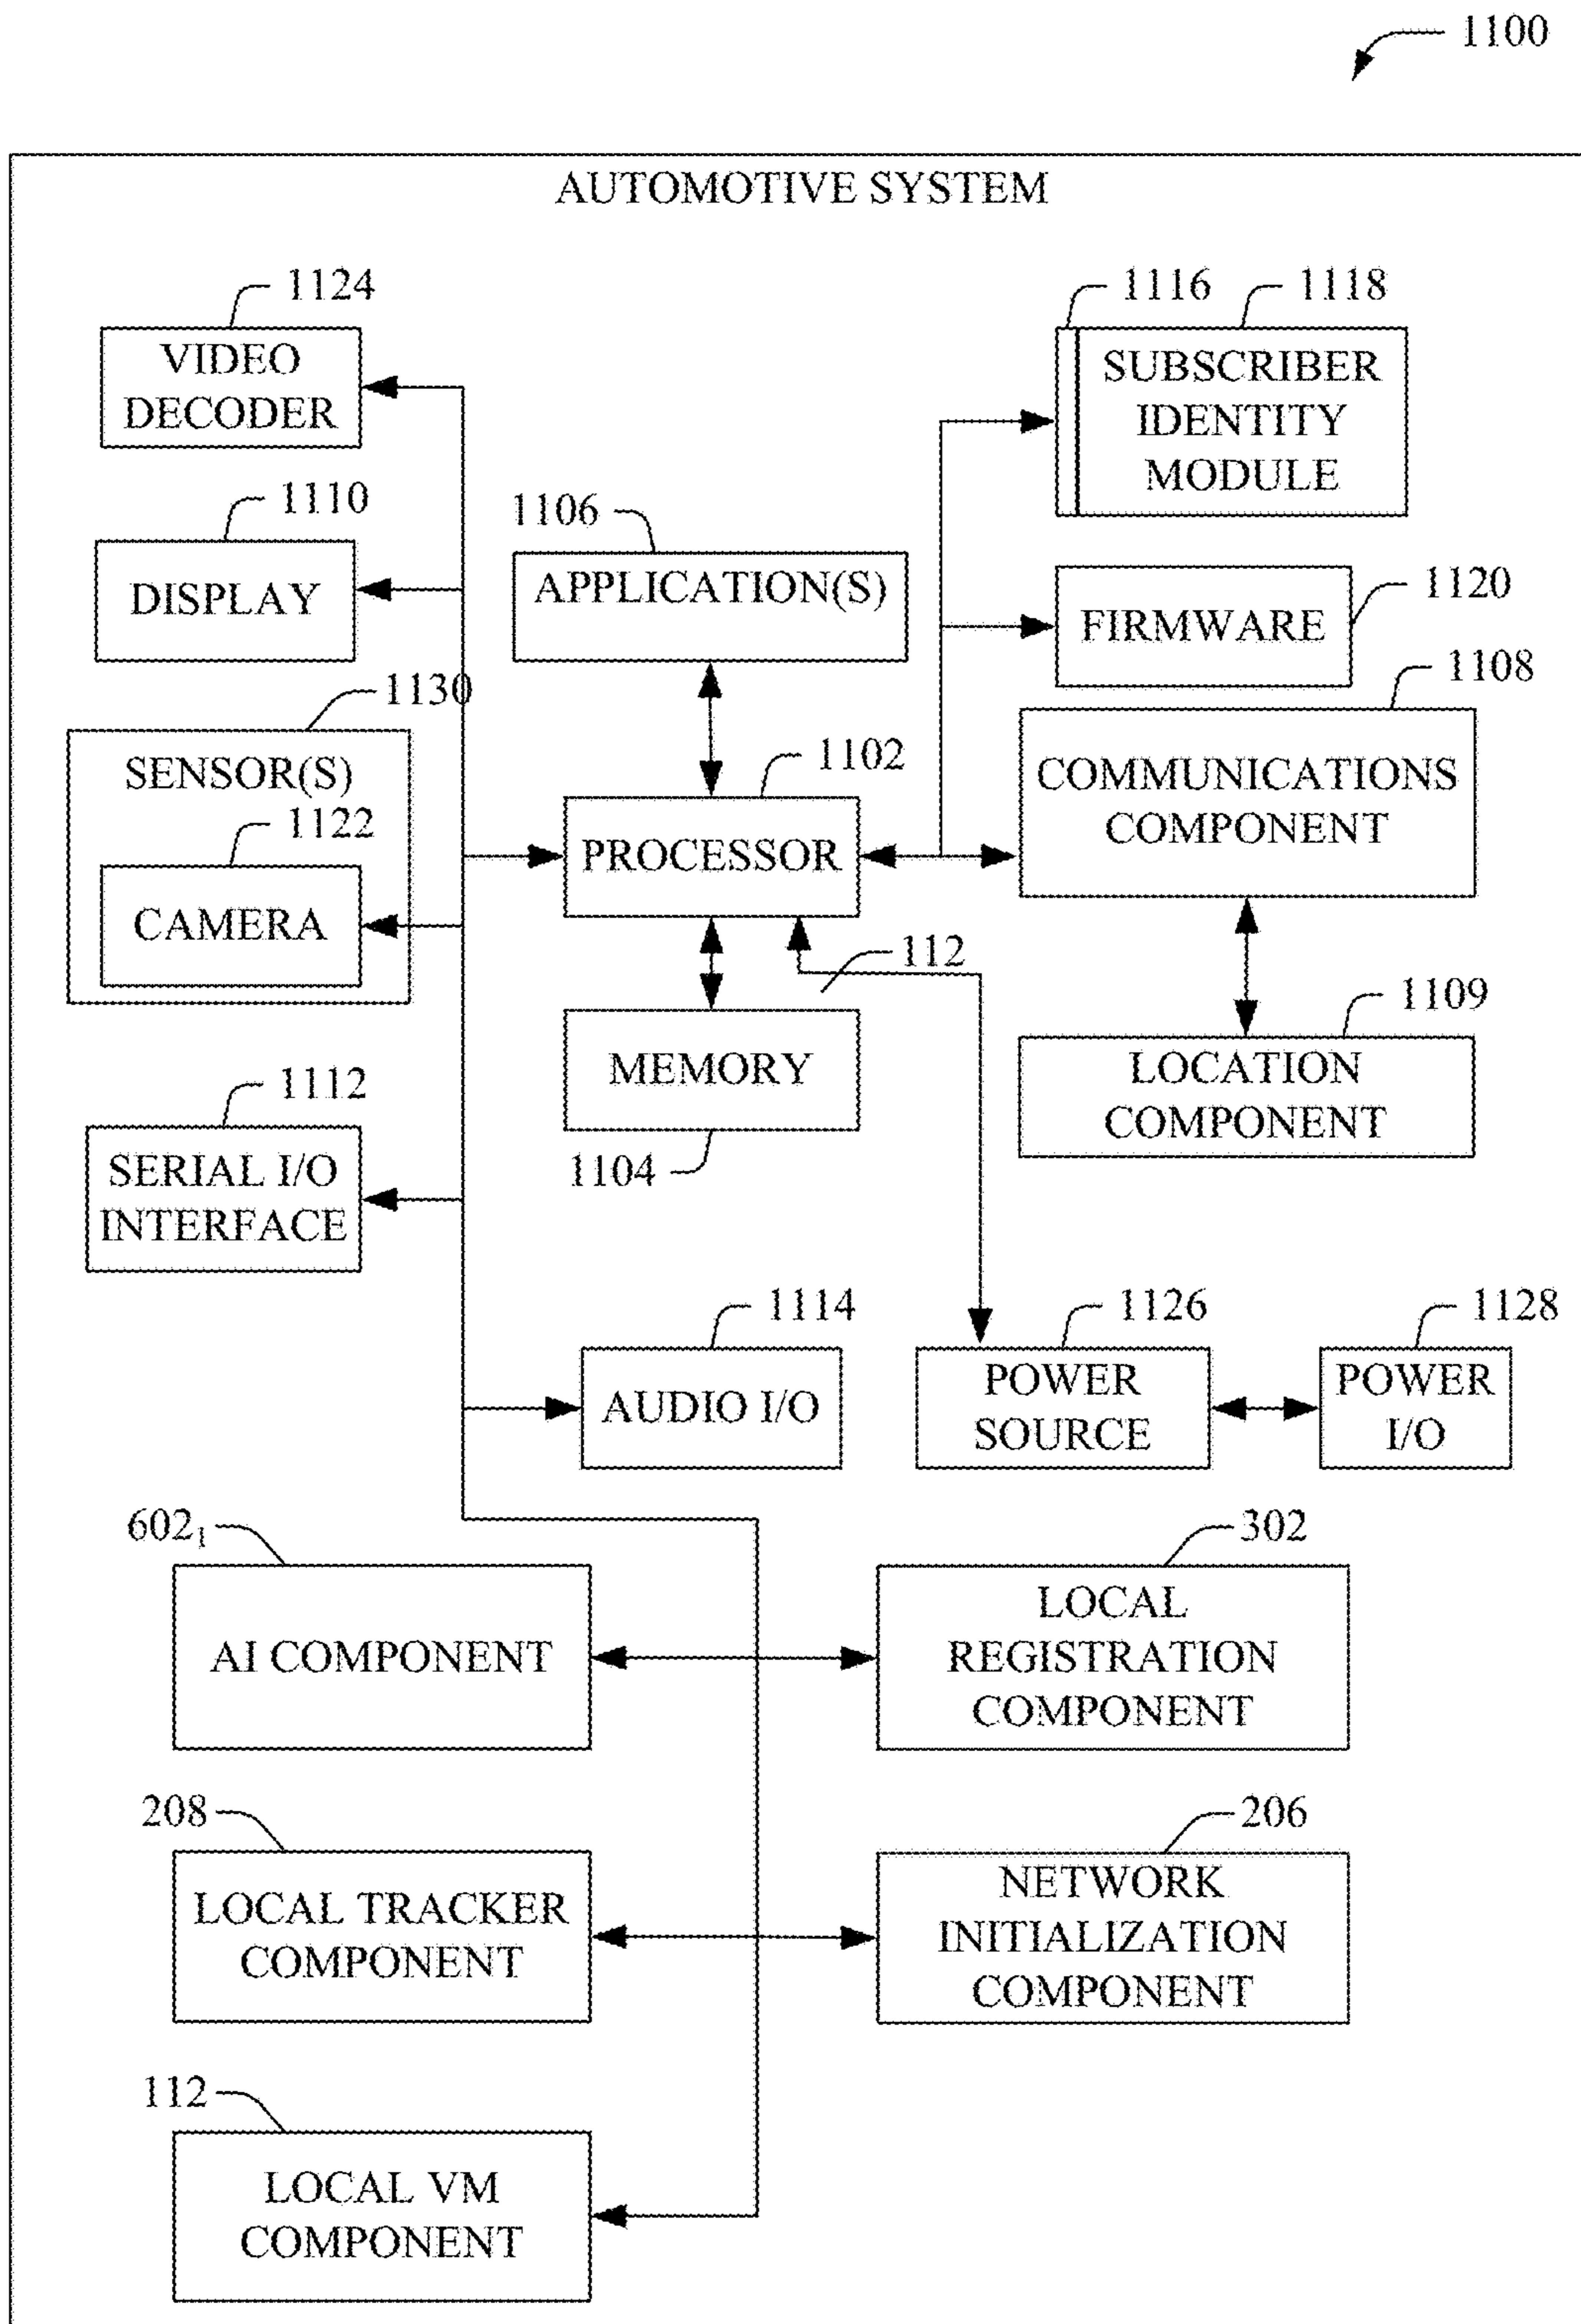 1100
AUTOMOTIVE SYSTEM
1124
VIDEO
DECODER
1116
1118
SUBSCRIBER
IDENTITY
MODULE
1110
DISPLAY
1106
APPLICATION(S)
FIRMWARE
1120
1130
SENSOR(S)
1122
CAMERA
1102
PROCESSOR
1108
COMMUNICATIONS
COMPONENT
112
MEMORY
1104
1109
LOCATION
COMPONENT
1112
SERIAL I/O
INTERFACE
1114
AUDIO I/O
1126
POWER
SOURCE
1128
POWER
I/O
602₁
AI COMPONENT
302
LOCAL
REGISTRATION
COMPONENT
208
LOCAL TRACKER
COMPONENT
206
NETWORK
INITIALIZATION
COMPONENT
112
LOCAL VM
COMPONENT